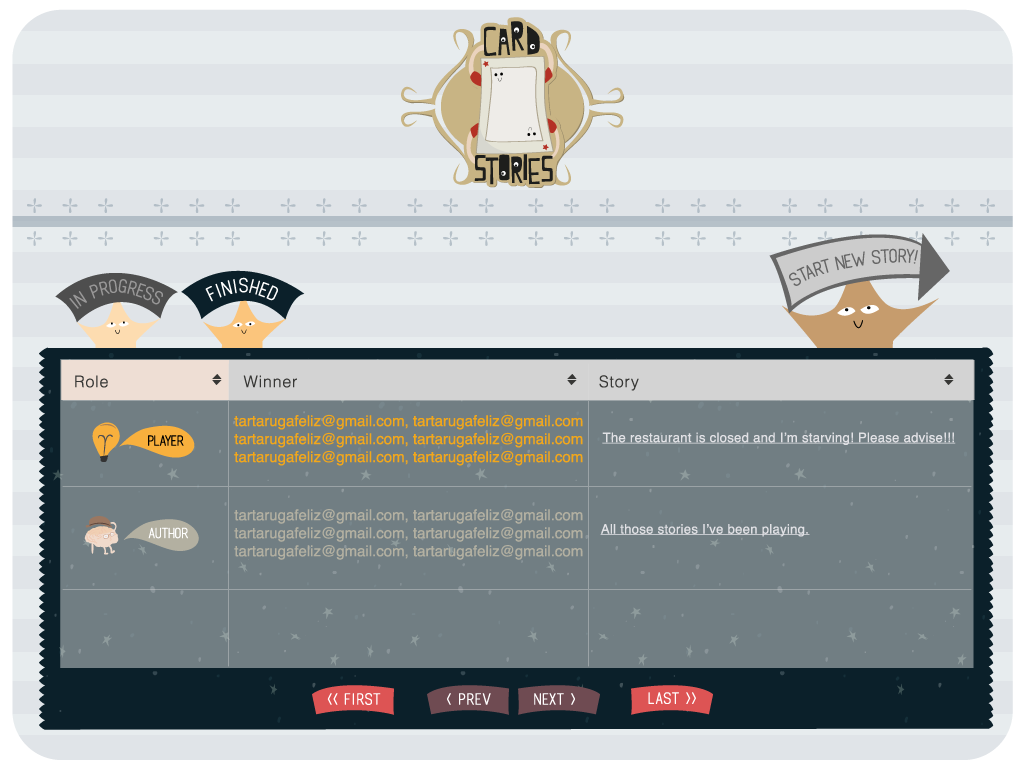 CARD
STORIES
START NEW STORY!
IN PROGRESS
FINISHED
Role
Winner
Story
PLAYER
tartarugafeliz@gmail.com, tartarugafeliz@gmail.com
tartarugafeliz@gmail.com, tartarugafeliz@gmail.com
tartarugafeliz@gmail.com, tartarugafeliz@gmail.com
The restaurant is closed and I'm starving! Please advise!!!
AUTHOR
tartarugafeliz@gmail.com, tartarugafeliz@gmail.com
tartarugafeliz@gmail.com, tartarugafeliz@gmail.com
tartarugafeliz@gmail.com, tartarugafeliz@gmail.com
All those stories I've been playing.
‹‹ FIRST
‹ PREV
NEXT ›
LAST ››